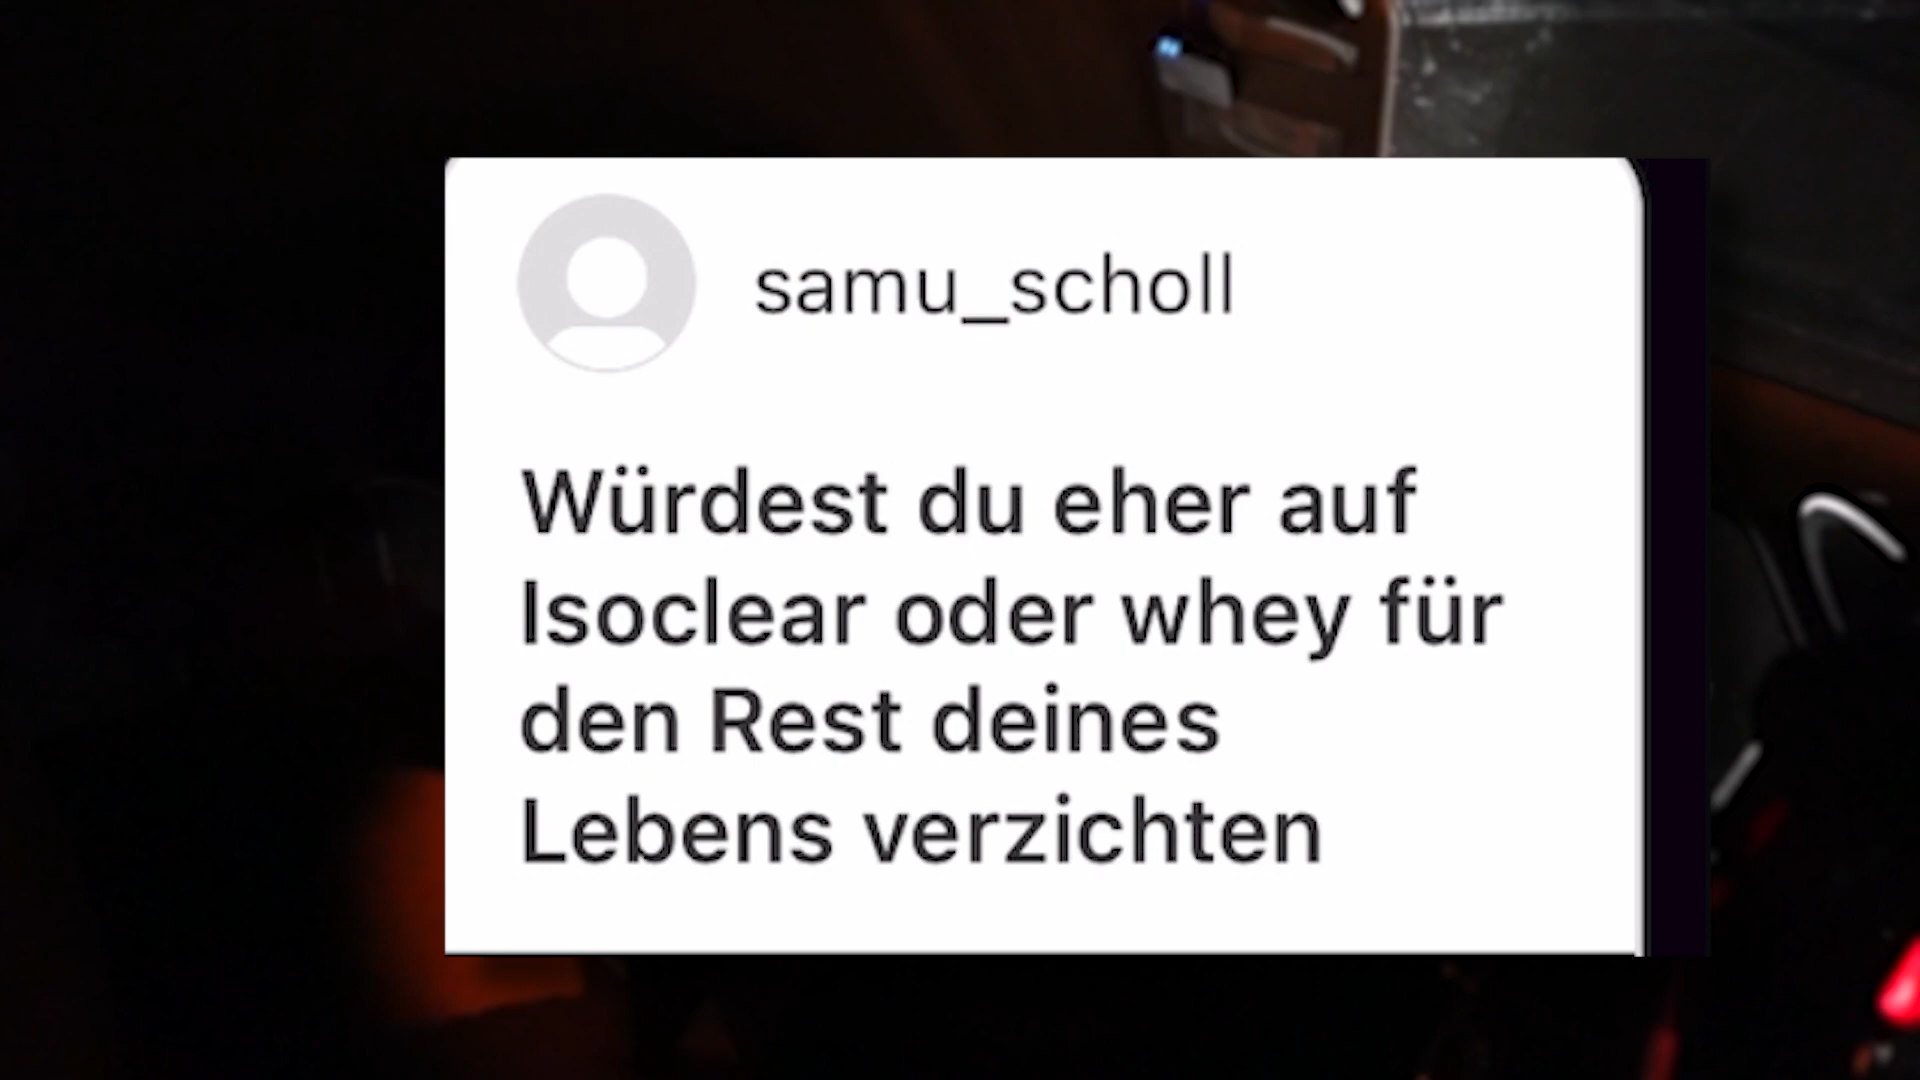 samu_scholl
Würdest du eher auf
Isoclear oder whey für
den Rest deines
Lebens verzichten